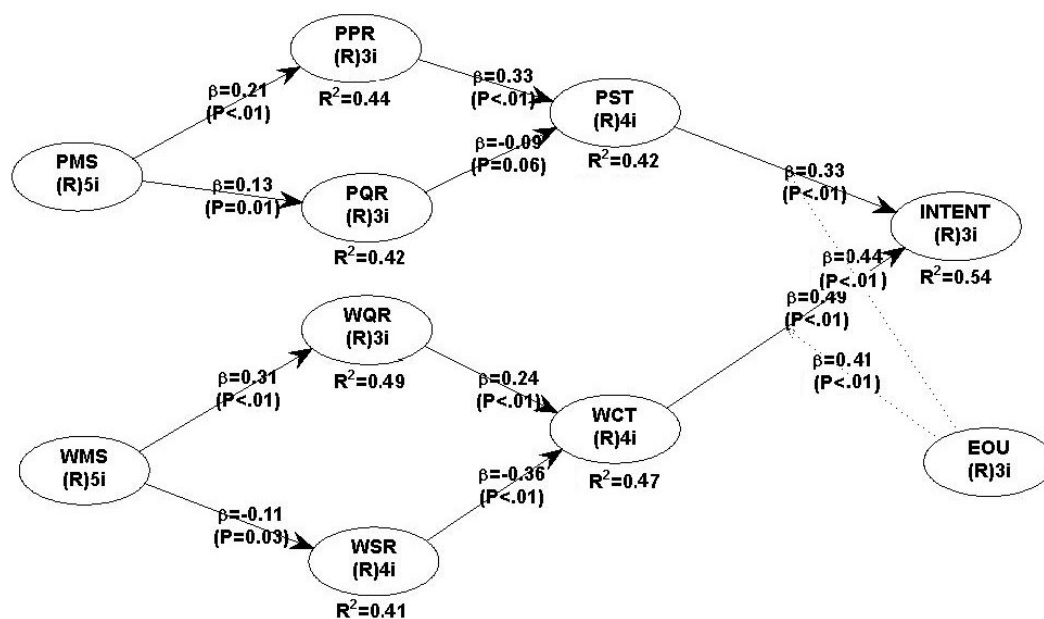 PPR
(R)3i
R²=0.44
β=0.21
(P<.01)
β=0.33
(P<.01)
PST
(R)4i
R²=0.42
PMS
(R)5i
β=0.13
(P=0.01)
PQR
(R)3i
R²=0.42
β=-0.09
(P=0.06)
β=0.33
(P<.01)
INTENT
(R)3i
R²=0.54
β=0.44
(P<.01)
β=0.49
(P<.01)
WQR
(R)3i
R²=0.49
β=0.31
(P<.01)
β=0.24
(P<.01)
WCT
(R)4i
R²=0.47
β=0.41
(P<.01)
EOU
(R)3i
WMS
(R)5i
β=-0.11
(P=0.03)
β=-0.36
(P<.01)
WSR
(R)4i
R²=0.41